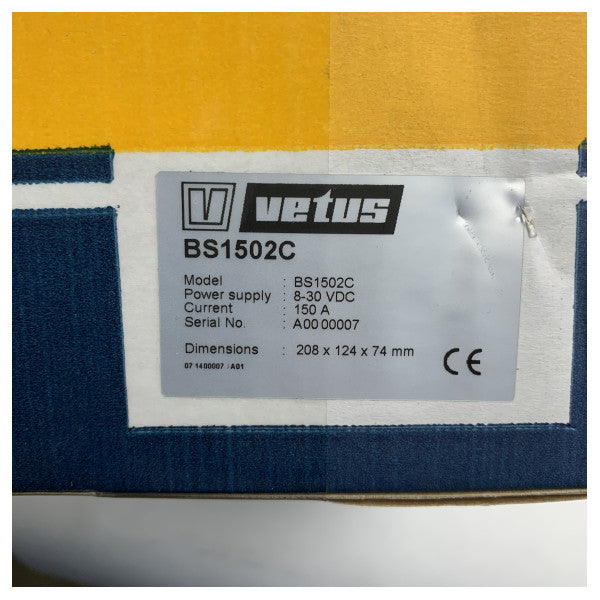 V vetus
BS1502C
Model : BS1502C
Power supply : 8-30 VDC
Current : 150 A
Serial No. : A00 00007
Dimensions : 208 x 124 x 74 mm
CE
07 1400007 / A01